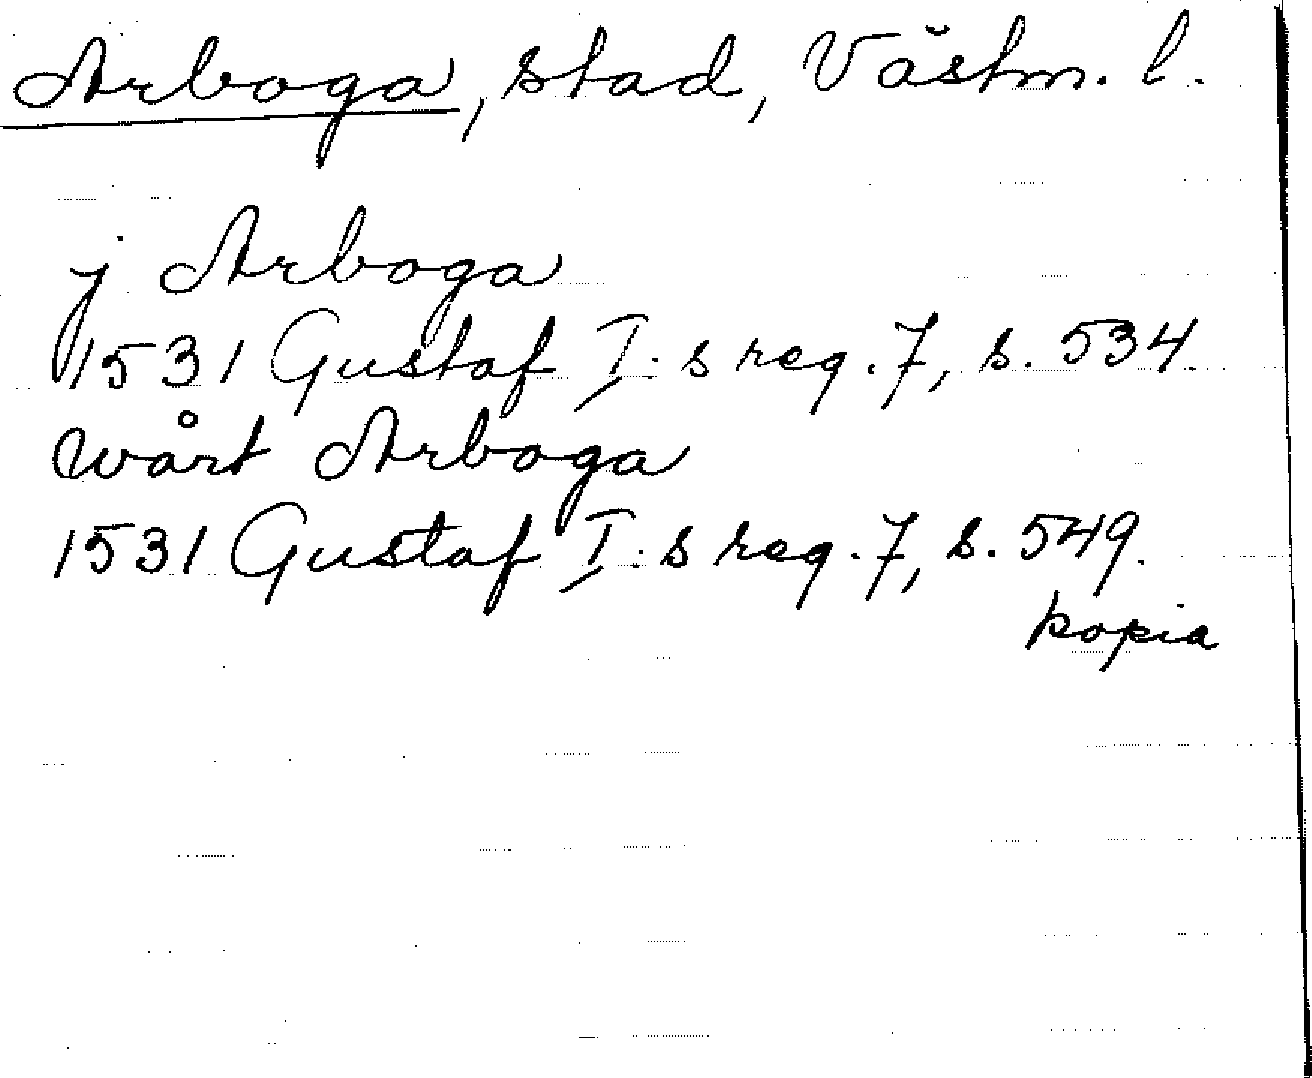 Arboga, stad, Västm. l.
j Arboga
1531 Gustaf I:s reg. 7, s. 534.
wårt Arboga
1531 Gustaf I:s reg. 7, s. 549.
kopia